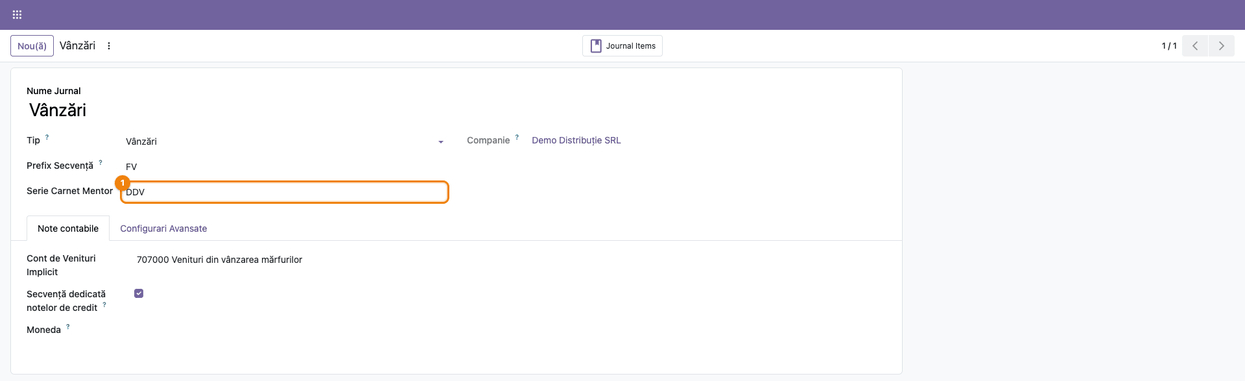 Nou(ă) Vânzări Journal Items 1 / 1
Nume Jurnal
Vânzări
Tip ? Vânzări Companie ? Demo Distribuție SRL
Prefix Secvență ? FV
1
Serie Carnet Mentor DDV
Note contabile Configurari Avansate
Cont de Venituri Implicit 707000 Venituri din vânzarea mărfurilor
Secvență dedicată notelor de credit ?
Moneda ?